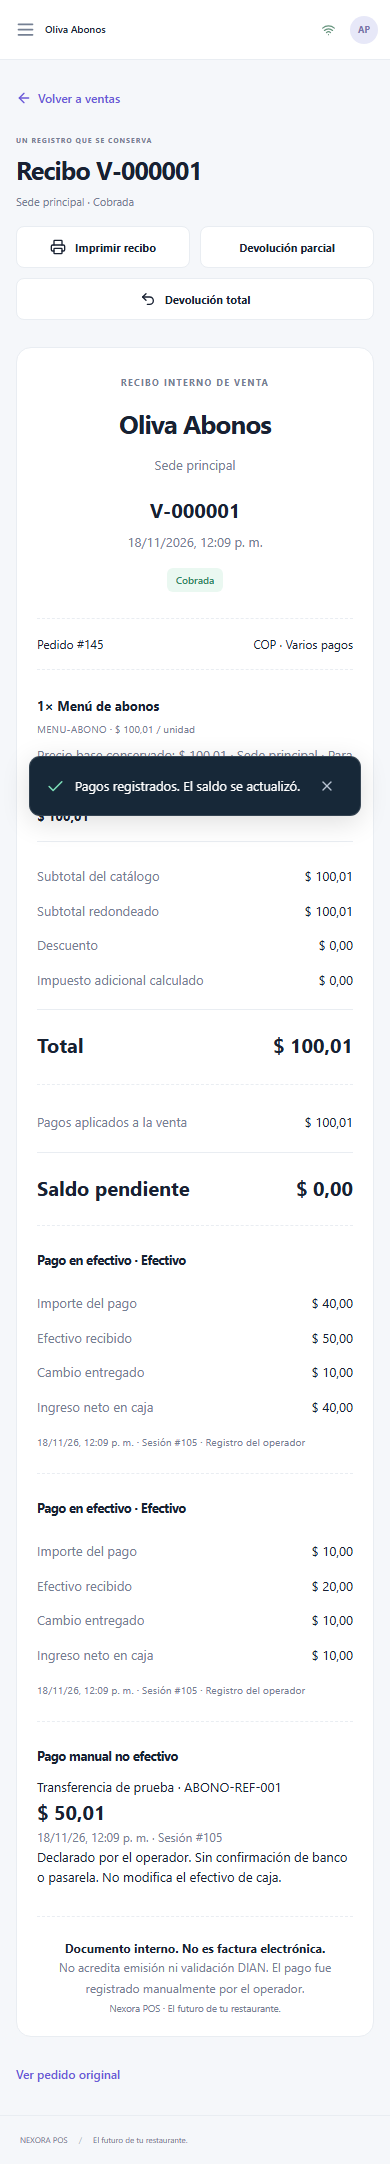 Oliva Abonos
AP
Volver a ventas
UN REGISTRO QUE SE CONSERVA
Recibo V-000001
Sede principal · Cobrada
Imprimir recibo
Devolución parcial
Devolución total
RECIBO INTERNO DE VENTA
Oliva Abonos
Sede principal
V-000001
18/11/2026, 12:09 p. m.
Cobrada
Pedido #145
COP · Varios pagos
1× Menú de abonos
MENU-ABONO · $ 100,01 / unidad
Precio base conservado: $ 100,01 · Sede principal · Para
Pagos registrados. El saldo se actualizó.
$ 100,01
Subtotal del catálogo $ 100,01
Subtotal redondeado $ 100,01
Descuento $ 0,00
Impuesto adicional calculado $ 0,00
Total $ 100,01
Pagos aplicados a la venta $ 100,01
Saldo pendiente $ 0,00
Pago en efectivo · Efectivo
Importe del pago $ 40,00
Efectivo recibido $ 50,00
Cambio entregado $ 10,00
Ingreso neto en caja $ 40,00
18/11/26, 12:09 p. m. · Sesión #105 · Registro del operador
Pago en efectivo · Efectivo
Importe del pago $ 10,00
Efectivo recibido $ 20,00
Cambio entregado $ 10,00
Ingreso neto en caja $ 10,00
18/11/26, 12:09 p. m. · Sesión #105 · Registro del operador
Pago manual no efectivo
Transferencia de prueba · ABONO-REF-001
$ 50,01
18/11/26, 12:09 p. m. · Sesión #105
Declarado por el operador. Sin confirmación de banco
o pasarela. No modifica el efectivo de caja.
Documento interno. No es factura electrónica.
No acredita emisión ni validación DIAN. El pago fue
registrado manualmente por el operador.
Nexora POS · El futuro de tu restaurante.
Ver pedido original
NEXORA POS / El futuro de tu restaurante.